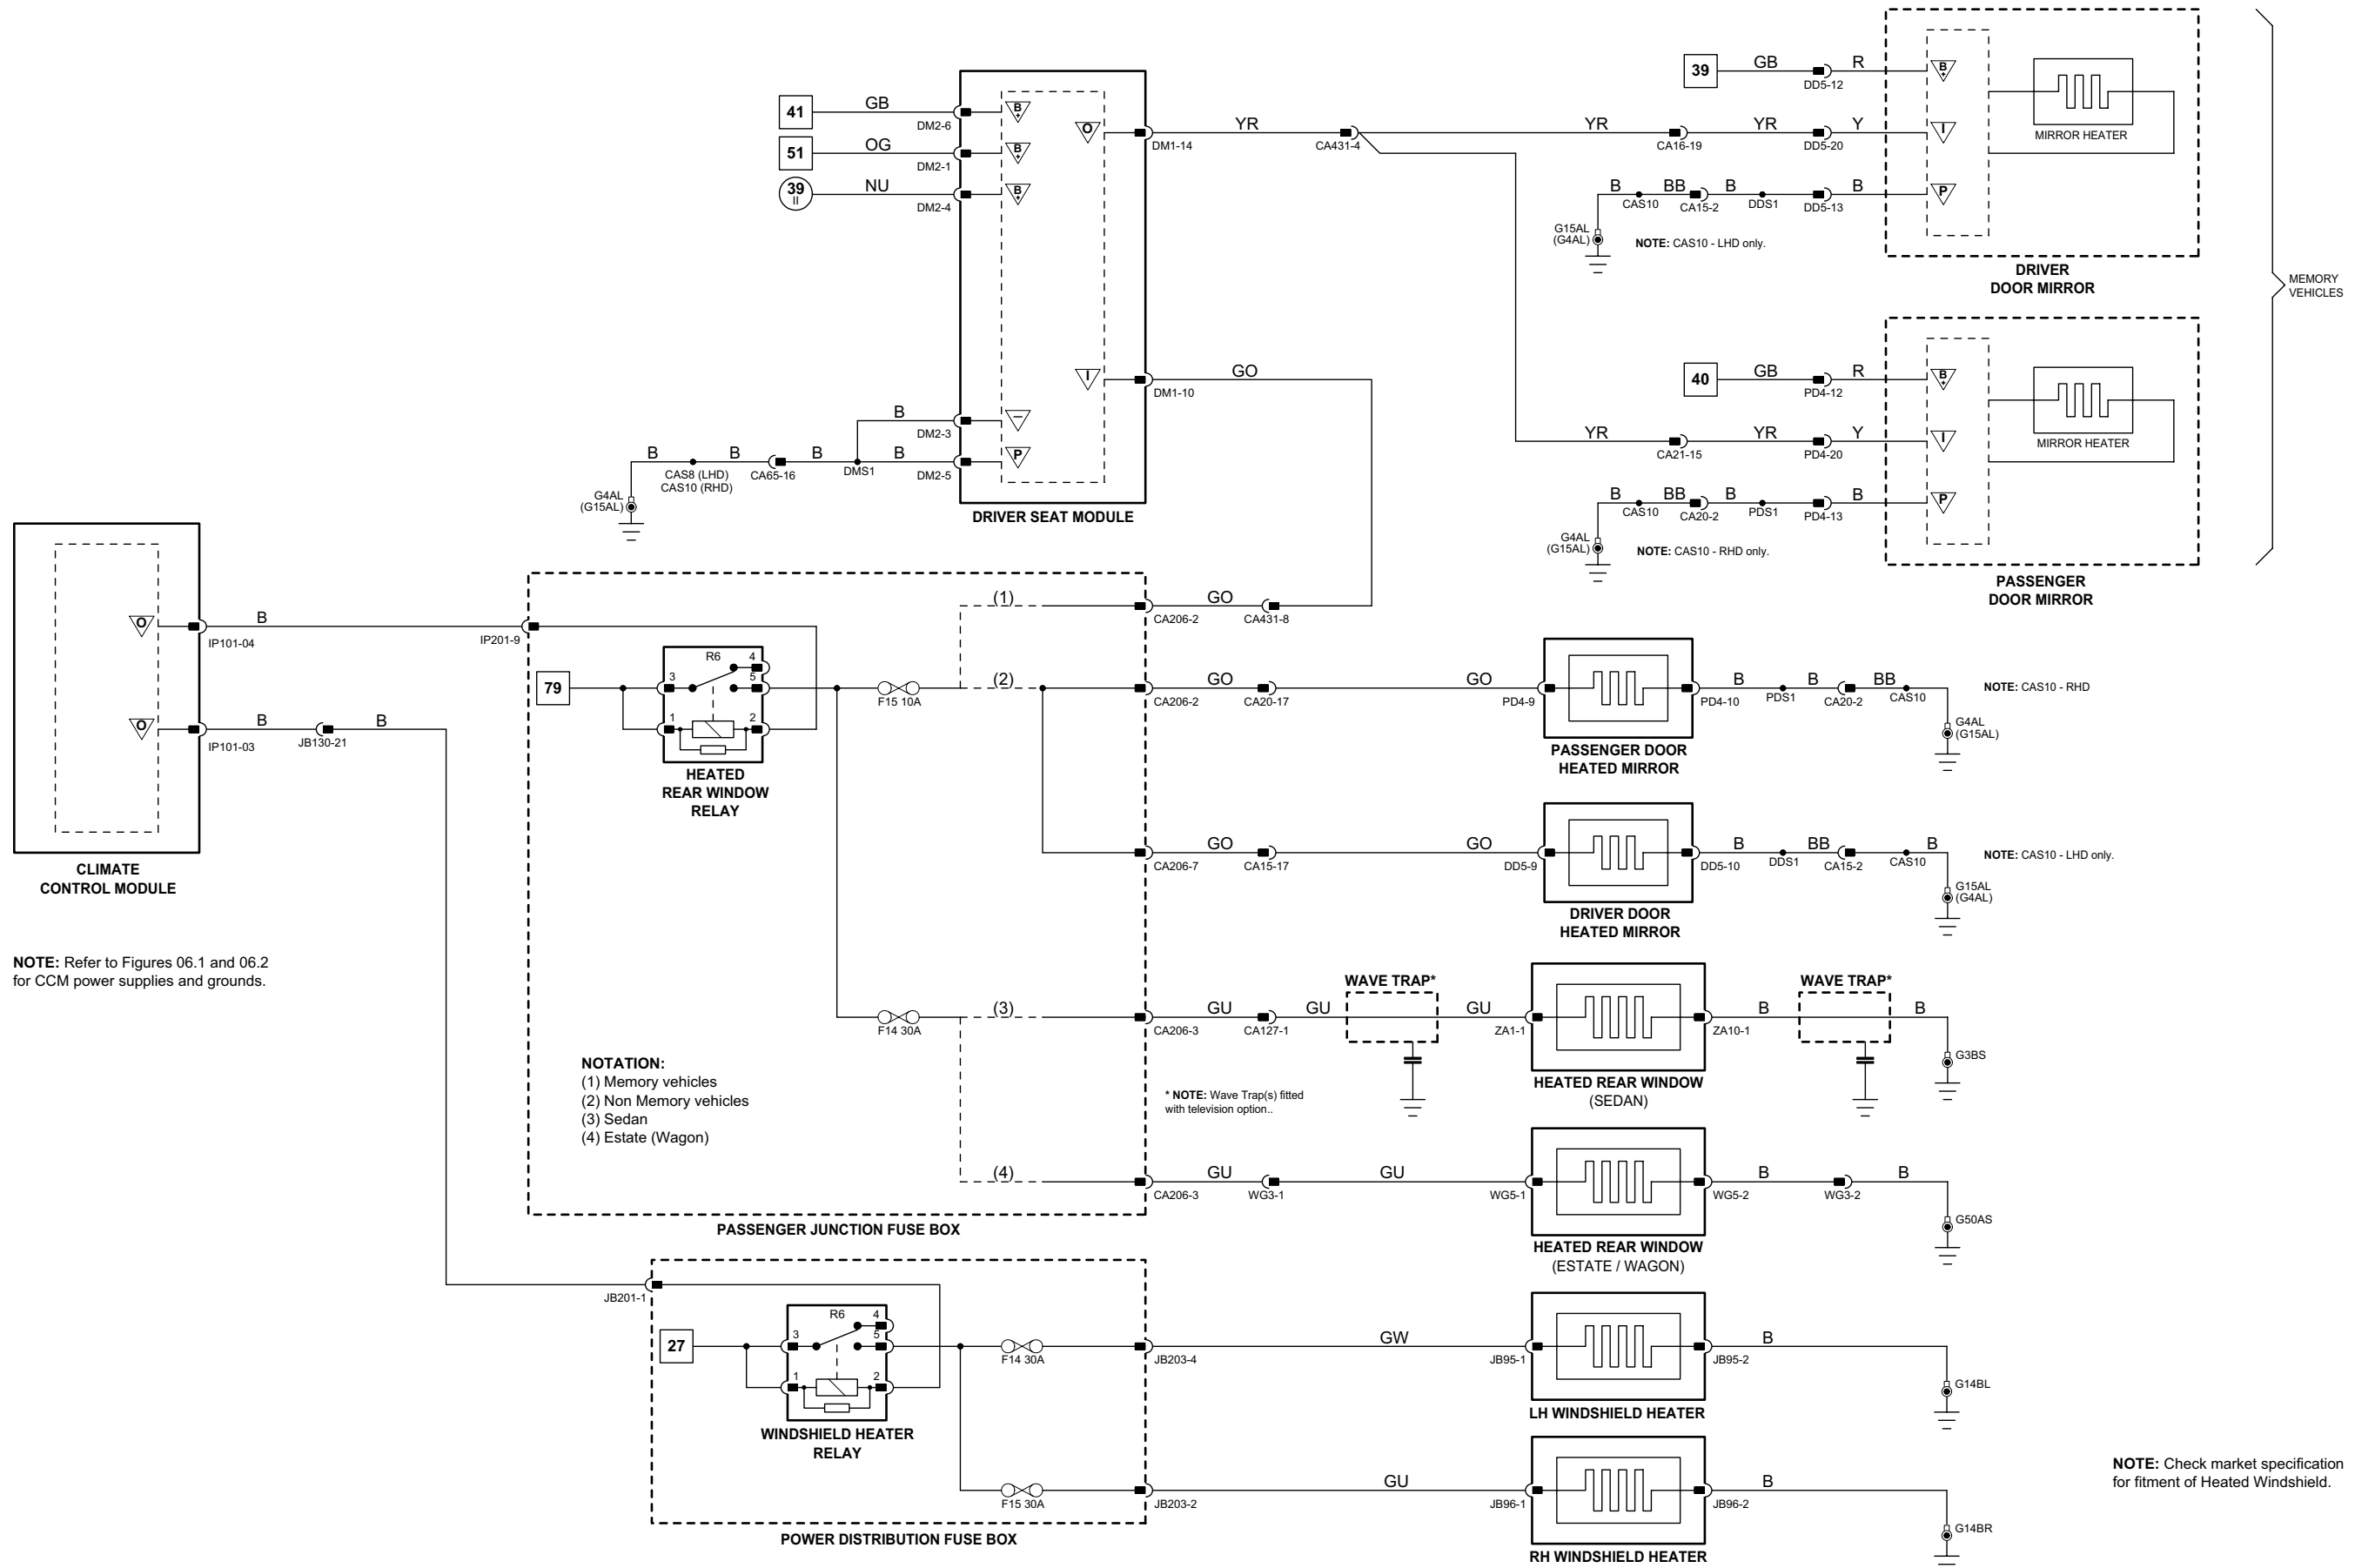 39
GB
DD5-12
R
B
+
MIRROR HEATER
41
GB
DM2-6
B
+
51
OG
DM2-1
B
+
39
II
NU
DM2-4
B
+
O
DM1-14
YR
CA431-4
YR
CA16-19
YR
DD5-20
Y
I
B
CAS10
BB
CA15-2
B
DDS1
DD5-13
B
P
G15AL
(G4AL)
NOTE: CAS10 - LHD only.
DRIVER
DOOR MIRROR
MEMORY
VEHICLES
I
DM1-10
GO
40
GB
PD4-12
R
B
+
MIRROR HEATER
B
DM2-3
–
YR
CA21-15
YR
PD4-20
Y
I
B
CAS8 (LHD)
CAS10 (RHD)
B
CA65-16
B
DMS1
B
DM2-5
P
G4AL
(G15AL)
DRIVER SEAT MODULE
B
CAS10
BB
CA20-2
B
PDS1
PD4-13
B
P
G4AL
(G15AL)
NOTE: CAS10 - RHD only.
PASSENGER
DOOR MIRROR
O
IP101-04
B
IP201-9
(1)
CA206-2
GO
CA431-8
79
R6
3
4
5
1
2
HEATED
REAR WINDOW
RELAY
F15 10A
(2)
CA206-2
GO
CA20-17
GO
PD4-9
PD4-10
B
PDS1
B
CA20-2
BB
CAS10
NOTE: CAS10 - RHD
G4AL
(G15AL)
PASSENGER DOOR
HEATED MIRROR
O
IP101-03
B
JB130-21
B
CLIMATE
CONTROL MODULE
NOTE: Refer to Figures 06.1 and 06.2
for CCM power supplies and grounds.
CA206-7
GO
CA15-17
GO
DD5-9
DD5-10
B
DDS1
BB
CA15-2
CAS10
B
NOTE: CAS10 - LHD only.
G15AL
(G4AL)
DRIVER DOOR
HEATED MIRROR
F14 30A
(3)
CA206-3
GU
CA127-1
GU
WAVE TRAP*
GU
ZA1-1
ZA10-1
B
WAVE TRAP*
B
G3BS
HEATED REAR WINDOW
(SEDAN)
* NOTE: Wave Trap(s) fitted
with television option..
NOTATION:
(1) Memory vehicles
(2) Non Memory vehicles
(3) Sedan
(4) Estate (Wagon)
(4)
CA206-3
GU
WG3-1
GU
WG5-1
WG5-2
B
WG3-2
B
G50AS
HEATED REAR WINDOW
(ESTATE / WAGON)
PASSENGER JUNCTION FUSE BOX
JB201-1
27
R6
3
4
5
1
2
WINDSHIELD HEATER
RELAY
F14 30A
JB203-4
GW
JB95-1
JB95-2
B
G14BL
LH WINDSHIELD HEATER
F15 30A
JB203-2
GU
JB96-1
JB96-2
B
G14BR
RH WINDSHIELD HEATER
POWER DISTRIBUTION FUSE BOX
NOTE: Check market specification
for fitment of Heated Windshield.